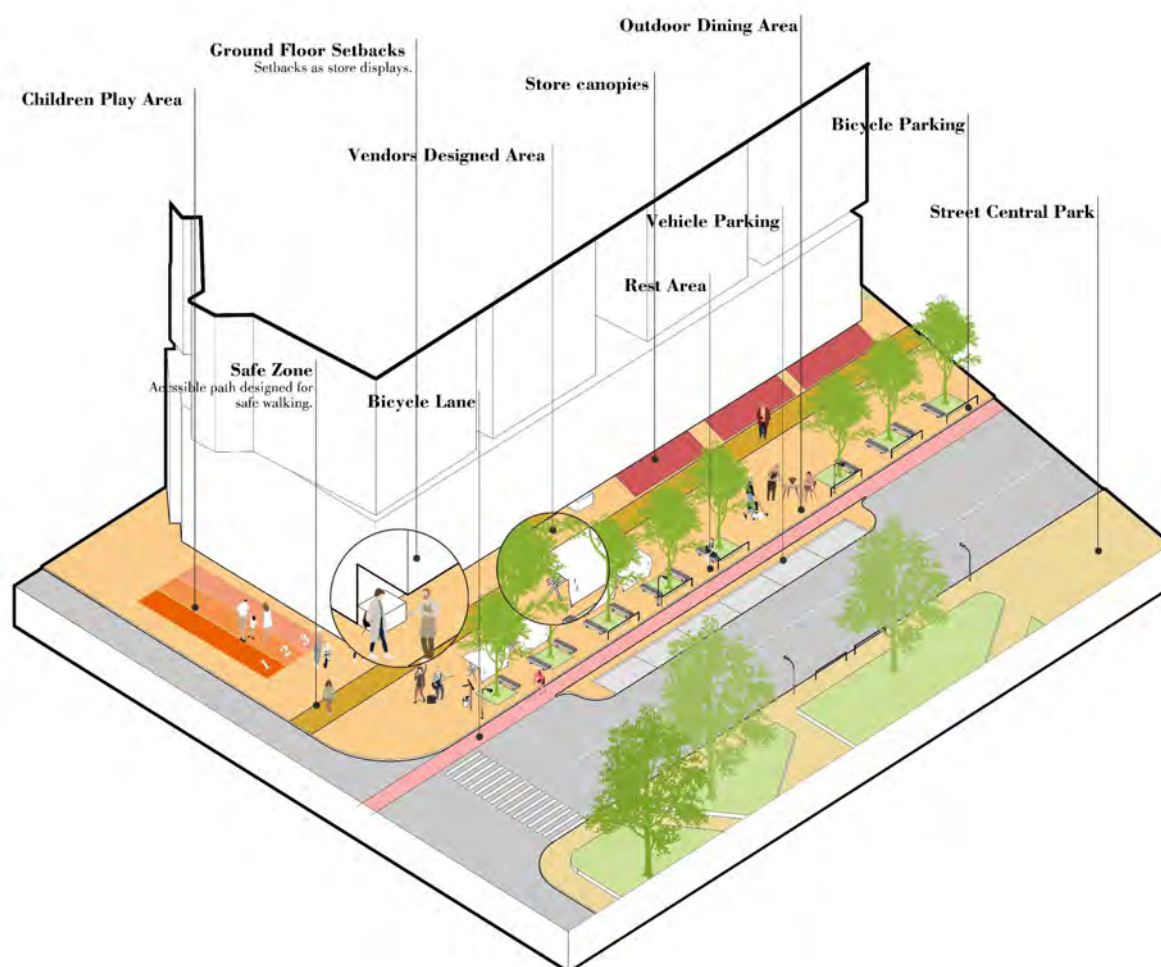 Outdoor Dining Area
Ground Floor Setbacks
Setbacks as store displays.
Store canopies
Children Play Area
Bicycle Parking
Vendors Designed Area
Street Central Park
Vehicle Parking
Rest Area
Safe Zone
Acessible path designed for
safe walking.
Bicycle Lane
1 2 3